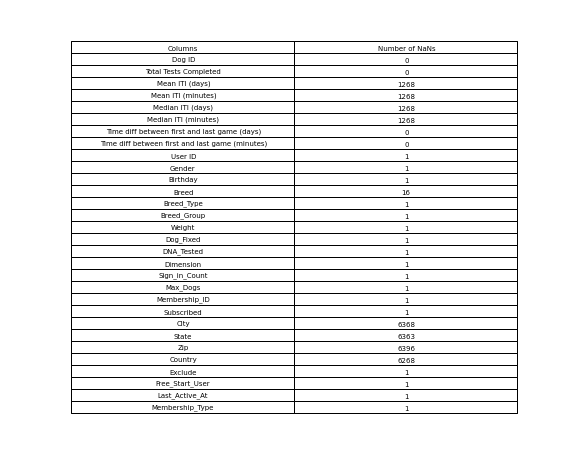 Columns Number of NaNs
Dog ID 0
Total Tests Completed 0
Mean ITI (days) 1268
Mean ITI (minutes) 1268
Median ITI (days) 1268
Median ITI (minutes) 1268
Time diff between first and last game (days) 0
Time diff between first and last game (minutes) 0
User ID 1
Gender 1
Birthday 1
Breed 16
Breed_Type 1
Breed_Group 1
Weight 1
Dog_Fixed 1
DNA_Tested 1
Dimension 1
Sign_in_Count 1
Max_Dogs 1
Membership_ID 1
Subscribed 1
City 6368
State 6363
Zip 6396
Country 6268
Exclude 1
Free_Start_User 1
Last_Active_At 1
Membership_Type 1